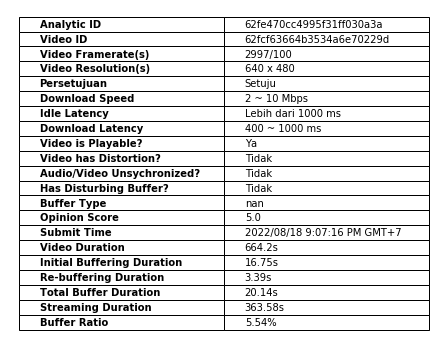 Analytic ID 62fe470cc4995f31ff030a3a
Video ID 62fcf63664b3534a6e70229d
Video Framerate(s) 2997/100
Video Resolution(s) 640 x 480
Persetujuan Setuju
Download Speed 2 ~ 10 Mbps
Idle Latency Lebih dari 1000 ms
Download Latency 400 ~ 1000 ms
Video is Playable? Ya
Video has Distortion? Tidak
Audio/Video Unsychronized? Tidak
Has Disturbing Buffer? Tidak
Buffer Type nan
Opinion Score 5.0
Submit Time 2022/08/18 9:07:16 PM GMT+7
Video Duration 664.2s
Initial Buffering Duration 16.75s
Re-buffering Duration 3.39s
Total Buffer Duration 20.14s
Streaming Duration 363.58s
Buffer Ratio 5.54%